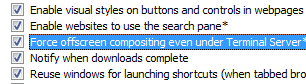 Enable visual styles on buttons and controls in webpages
Enable websites to use the search pane*
Force offscreen compositing even under Terminal Server*
Notify when downloads complete
Reuse windows for launching shortcuts (when tabbed bro